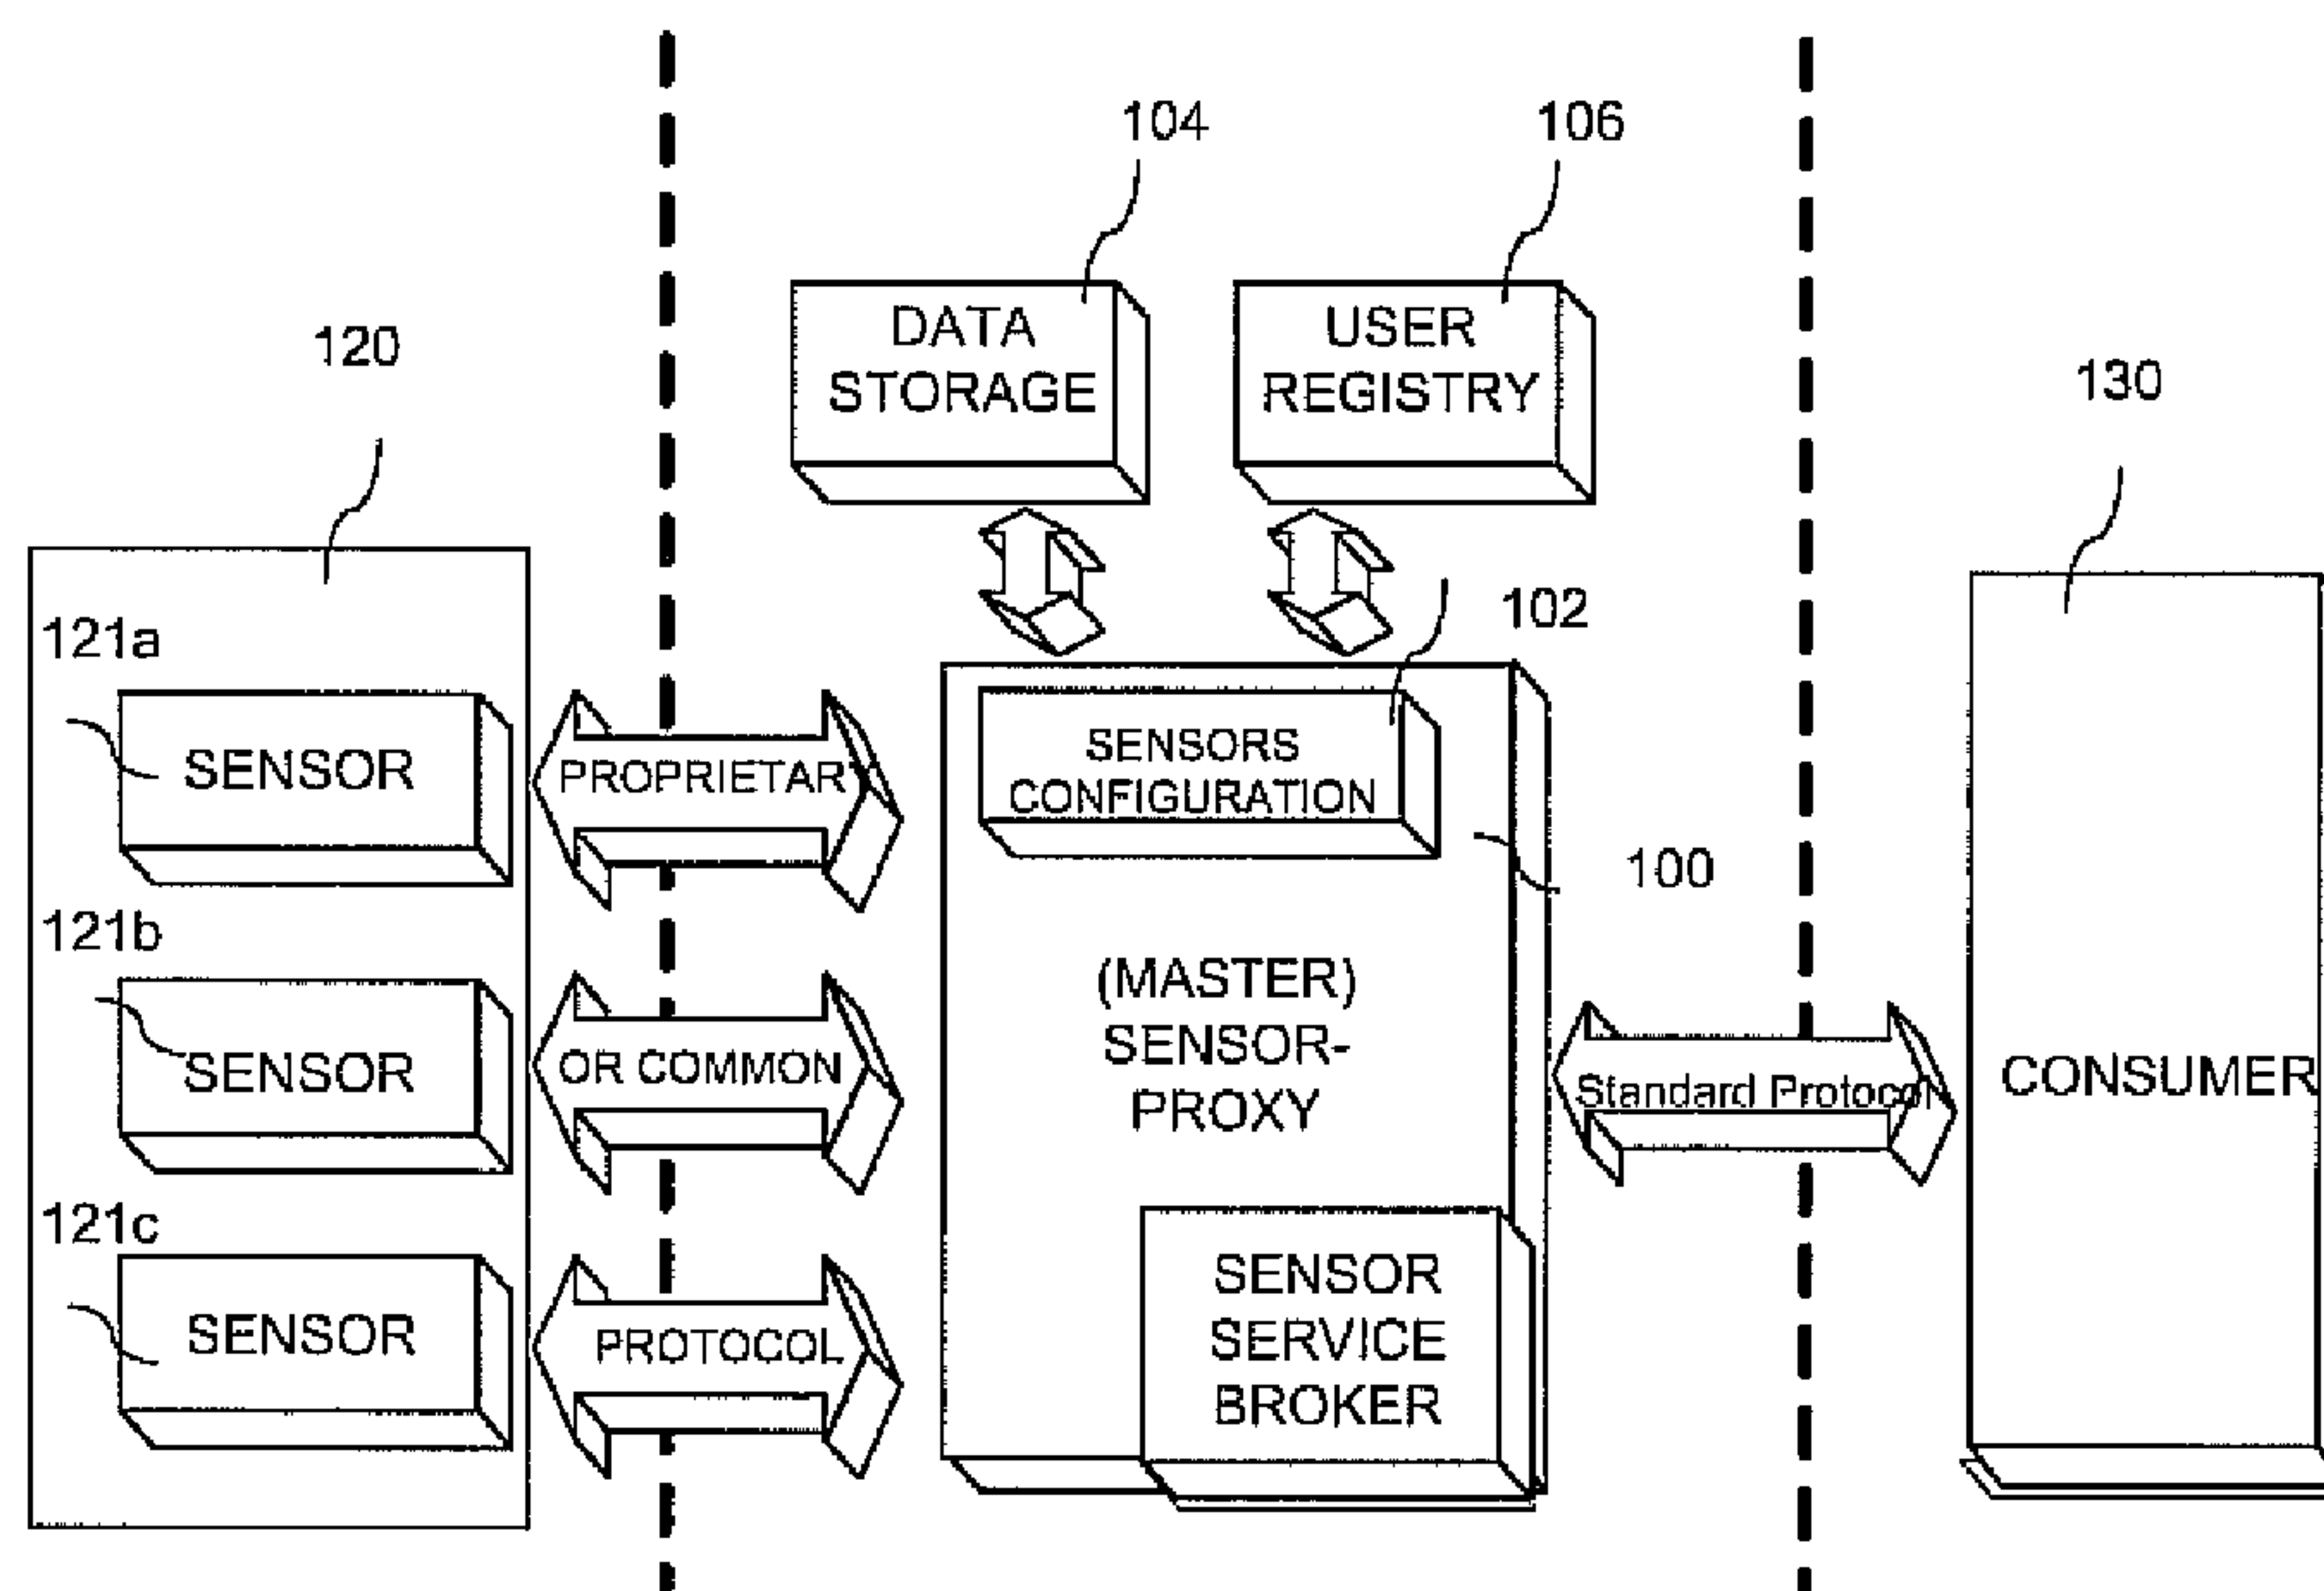 104
106
DATA
STORAGE
USER
REGISTRY
120
130
102
121a
SENSOR
PROPRIETARY
SENSORS
CONFIGURATION
100
121b
SENSOR
OR COMMON
(MASTER)
SENSOR-
PROXY
Standard Protocol
CONSUMER
121c
SENSOR
PROTOCOL
SENSOR
SERVICE
BROKER